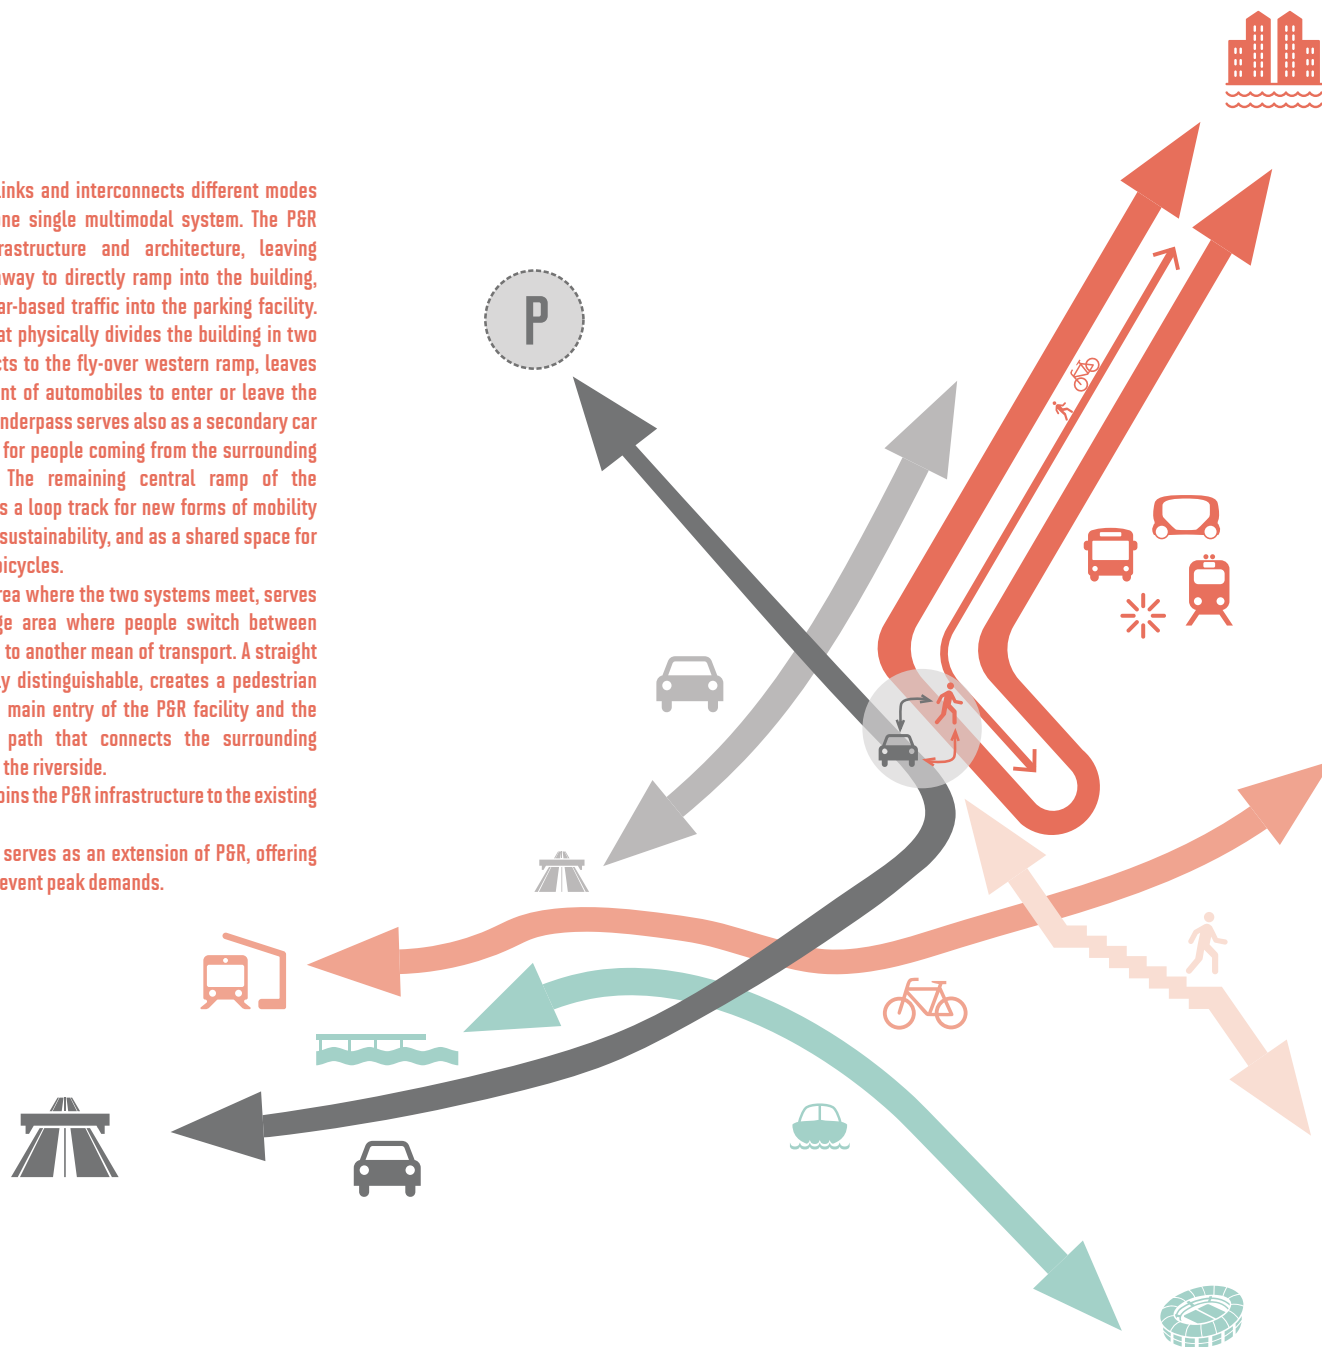 links and interconnects different modes
one single multimodal system. The P&R
rastructure and architecture, leaving
way to directly ramp into the building,
ar-based traffic into the parking facility.
at physically divides the building in two
cts to the fly-over western ramp, leaves
nt of automobiles to enter or leave the
nderpass serves also as a secondary car
for people coming from the surrounding
The remaining central ramp of the
s a loop track for new forms of mobility
sustainability, and as a shared space for
bicycles.
rea where the two systems meet, serves
ge area where people switch between
to another mean of transport. A straight
y distinguishable, creates a pedestrian
main entry of the P&R facility and the
path that connects the surrounding
the riverside.
oins the P&R infrastructure to the existing
serves as an extension of P&R, offering
event peak demands.
P